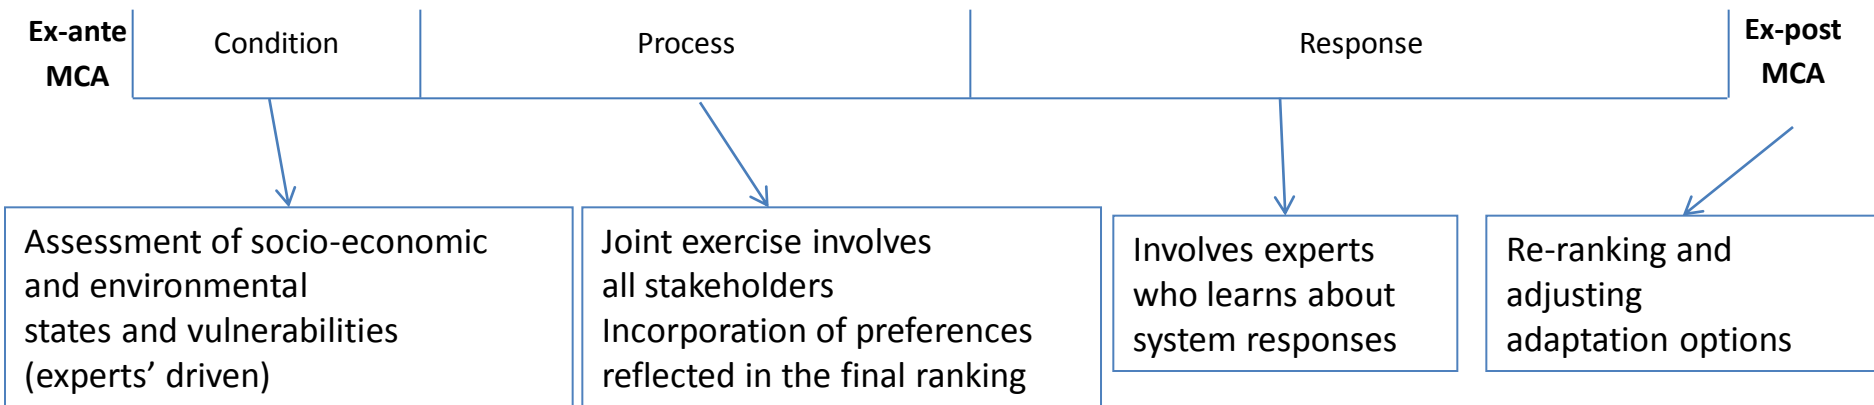 Ex-ante
MCA
Condition
Process
Response
Ex-post
MCA
Assessment of socio-economic
and environmental
states and vulnerabilities
(experts’ driven)
Joint exercise involves
all stakeholders
Incorporation of preferences
reflected in the final ranking
Involves experts
who learns about
system responses
Re-ranking and
adjusting
adaptation options